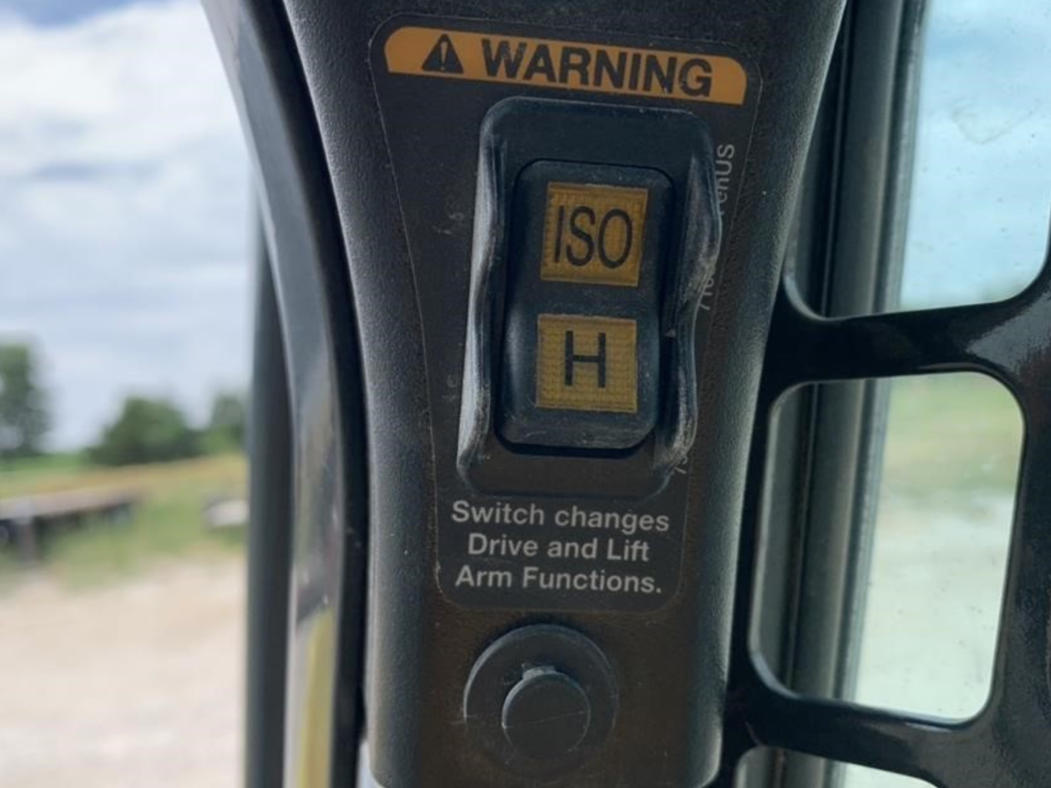 WARNING
ISO
H
Switch changes
Drive and Lift
Arm Functions.